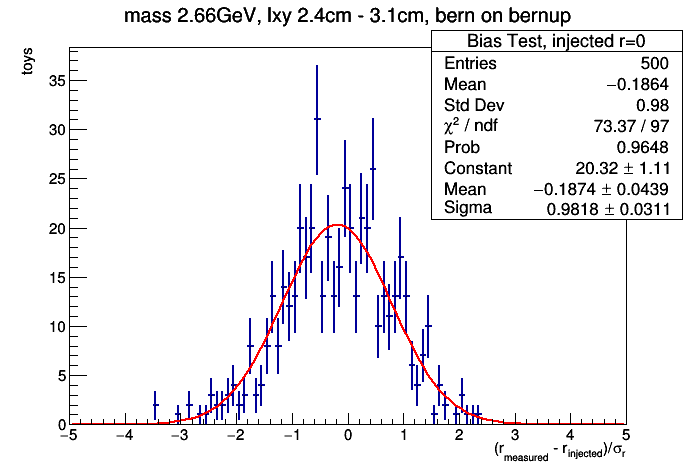 mass 2.66GeV, lxy 2.4cm - 3.1cm, bern on bernup
Bias Test, injected r=0
Entries 500
Mean −0.1864
Std Dev 0.98
χ² / ndf 73.37 / 97
Prob 0.9648
Constant 20.32 ± 1.11
Mean −0.1874 ± 0.0439
Sigma 0.9818 ± 0.0311
toys
35
30
25
20
15
10
5
0
−5 −4 −3 −2 −1 0 1 2 3 4 5
(r_measured - r_injected)/σ_r